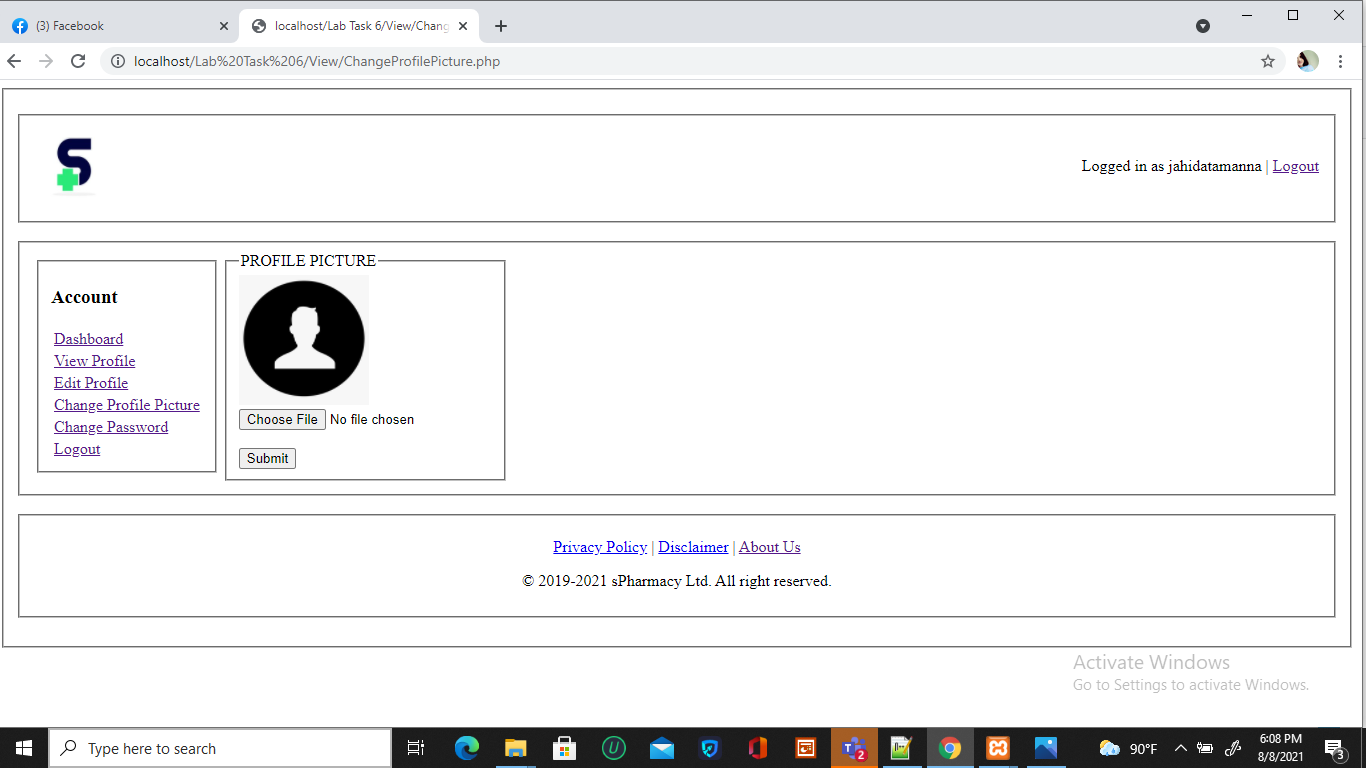 (3) Facebook
localhost/Lab Task 6/View/Chang
localhost/Lab%20Task%206/View/ChangeProfilePicture.php
S
Logged in as jahidatamanna | Logout
Account
Dashboard
View Profile
Edit Profile
Change Profile Picture
Change Password
Logout
PROFILE PICTURE
Choose File No file chosen
Submit
Privacy Policy | Disclaimer | About Us
© 2019-2021 sPharmacy Ltd. All right reserved.
Activate Windows
Go to Settings to activate Windows.
Type here to search
2
90°F
6:08 PM
8/8/2021
3